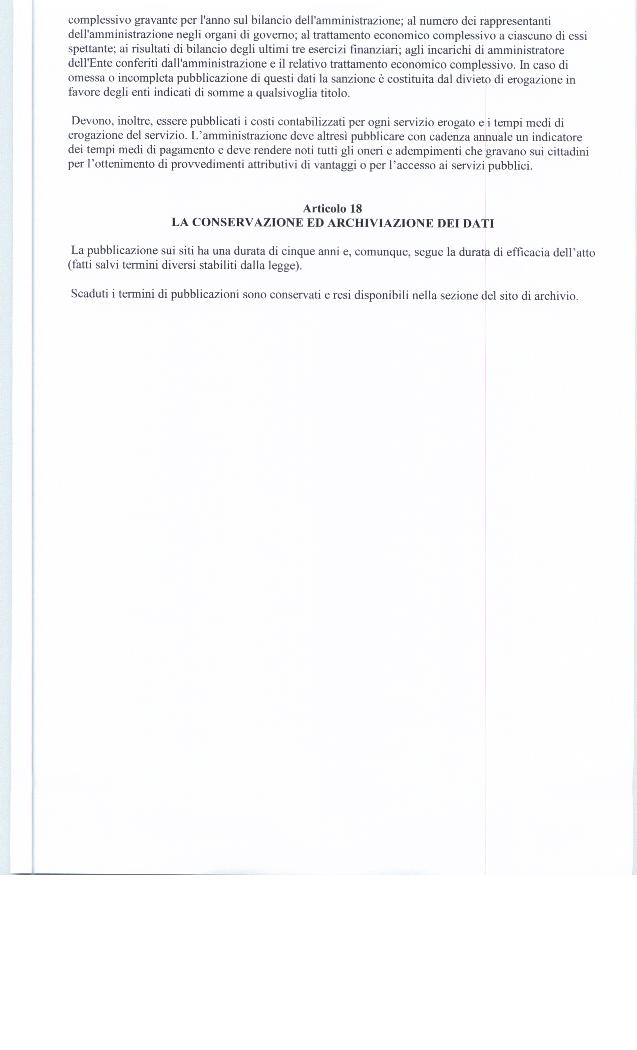 complessivo gravante per l'anno sul bilancio dell'amministrazione; al numero dei rappresentanti
dell'amministrazione negli organi di governo; al trattamento economico complessivo a ciascuno di essi
spettante; ai risultati di bilancio degli ultimi tre esercizi finanziari; agli incarichi di amministratore
dell'Ente conferiti dall'amministrazione e il relativo trattamento economico complessivo. In caso di
omessa o incompleta pubblicazione di questi dati la sanzione è costituita dal divieto di erogazione in
favore degli enti indicati di somme a qualsivoglia titolo.
Devono, inoltre, essere pubblicati i costi contabilizzati per ogni servizio erogato e i tempi medi di
erogazione del servizio. L'amministrazione deve altresì pubblicare con cadenza annuale un indicatore
dei tempi medi di pagamento e deve rendere noti tutti gli oneri e adempimenti che gravano sui cittadini
per l'ottenimento di provvedimenti attributivi di vantaggi o per l'accesso ai servizi pubblici.
Articolo 18
LA CONSERVAZIONE ED ARCHIVIAZIONE DEI DATI
La pubblicazione sui siti ha una durata di cinque anni e, comunque, segue la durata di efficacia dell'atto
(fatti salvi termini diversi stabiliti dalla legge).
Scaduti i termini di pubblicazioni sono conservati e resi disponibili nella sezione del sito di archivio.